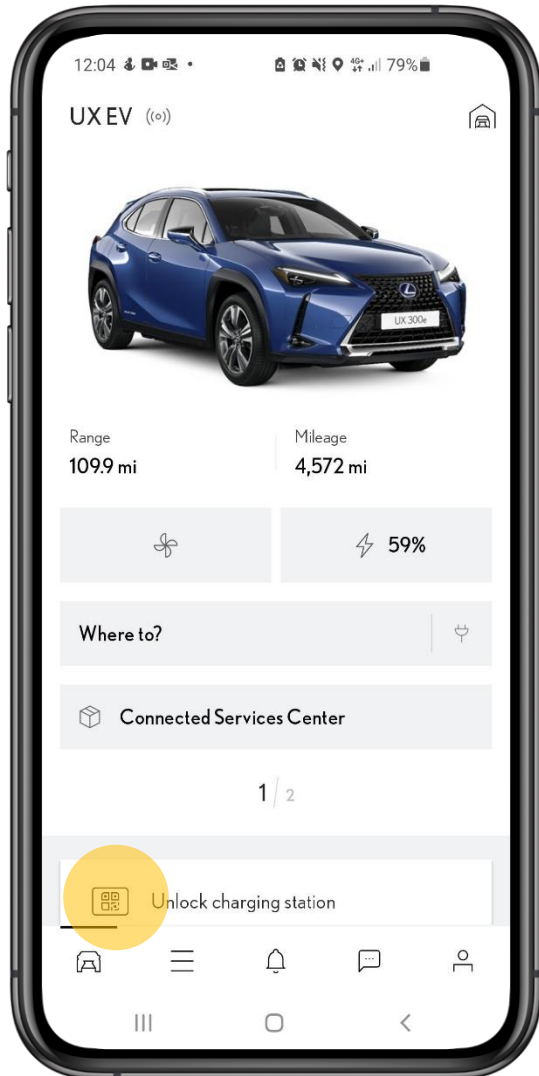 12:04 79%
UX EV
UX 300e
Range Mileage
109.9 mi 4,572 mi
59%
Where to?
Connected Services Center
1/2
Unlock charging station